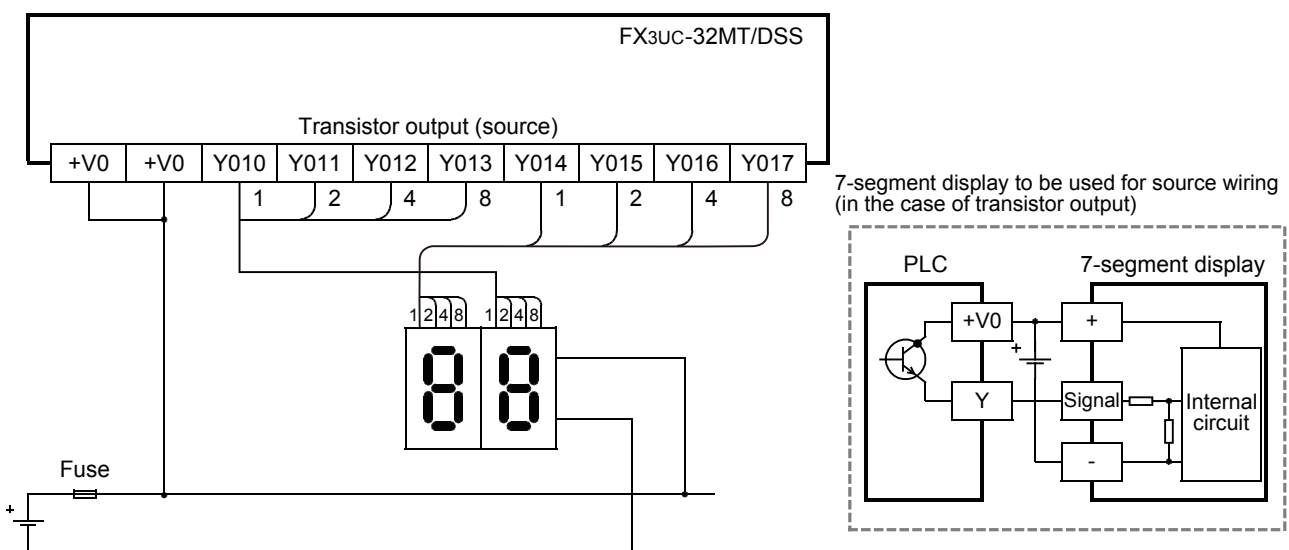 FX3UC-32MT/DSS
Transistor output (source)
+V0 +V0 Y010 Y011 Y012 Y013 Y014 Y015 Y016 Y017
1 2 4 8 1 2 4 8
7-segment display to be used for source wiring
(in the case of transistor output)
PLC 7-segment display
+V0 +
+
Y Signal Internal
circuit
-
1 2 4 8 1 2 4 8
88
Fuse
+